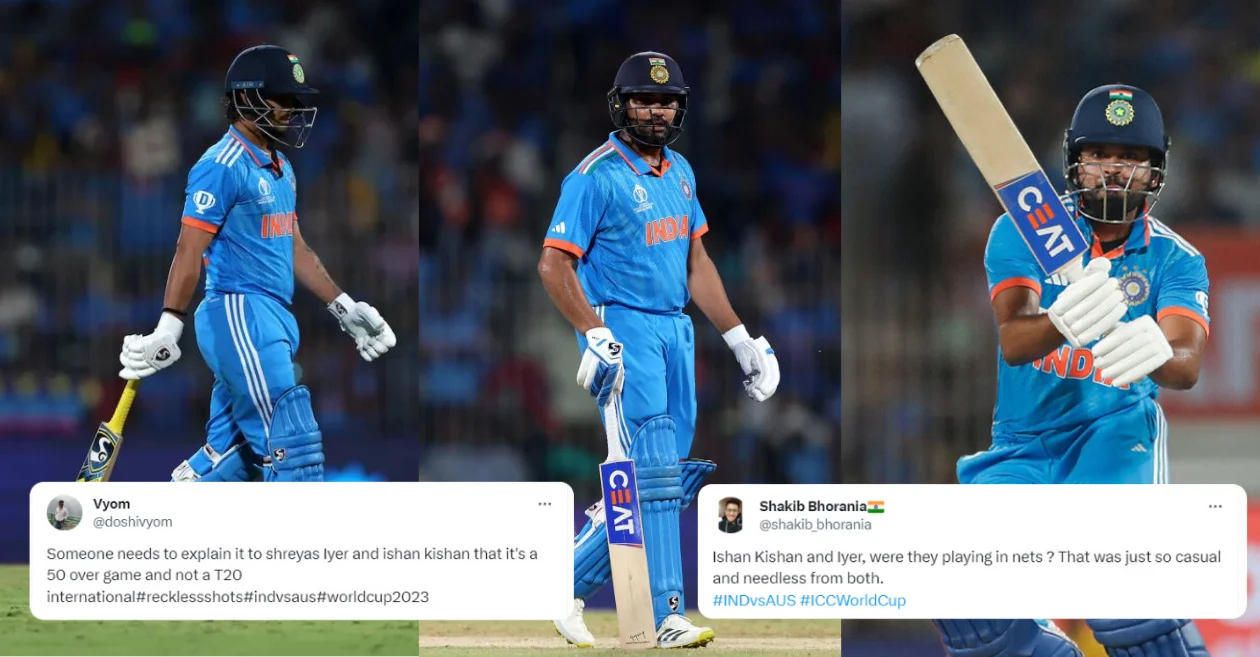 INDIA
INDIA
CEAT
INDIA
CEAT
D
SG
Vyom
@doshivyom
Someone needs to explain it to shreyas Iyer and ishan kishan that it's a
50 over game and not a T20
international#recklessshots#indvsaus#worldcup2023
Shakib Bhorania
@shakib_bhorania
Ishan Kishan and Iyer, were they playing in nets ? That was just so casual
and needless from both.
#INDvsAUS #ICCWorldCup